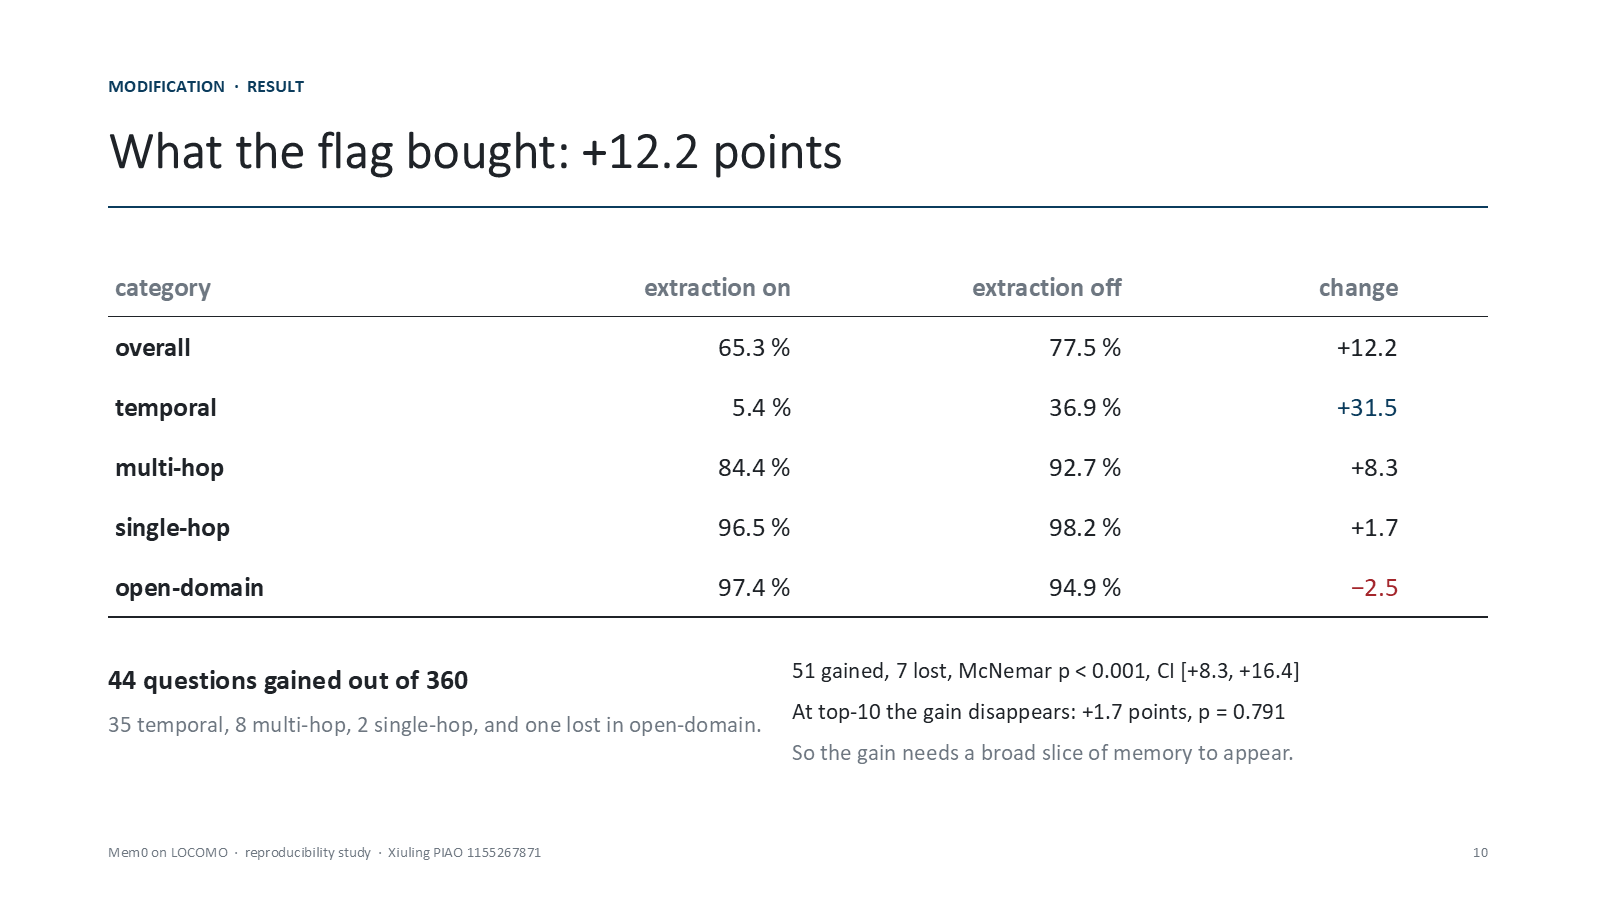 MODIFICATION · RESULT
What the flag bought: +12.2 points
category extraction on extraction off change
overall 65.3 % 77.5 % +12.2
temporal 5.4 % 36.9 % +31.5
multi-hop 84.4 % 92.7 % +8.3
single-hop 96.5 % 98.2 % +1.7
open-domain 97.4 % 94.9 % −2.5
44 questions gained out of 360
35 temporal, 8 multi-hop, 2 single-hop, and one lost in open-domain.
51 gained, 7 lost, McNemar p < 0.001, CI [+8.3, +16.4]
At top-10 the gain disappears: +1.7 points, p = 0.791
So the gain needs a broad slice of memory to appear.
Mem0 on LOCOMO · reproducibility study · Xiuling PIAO 1155267871
10